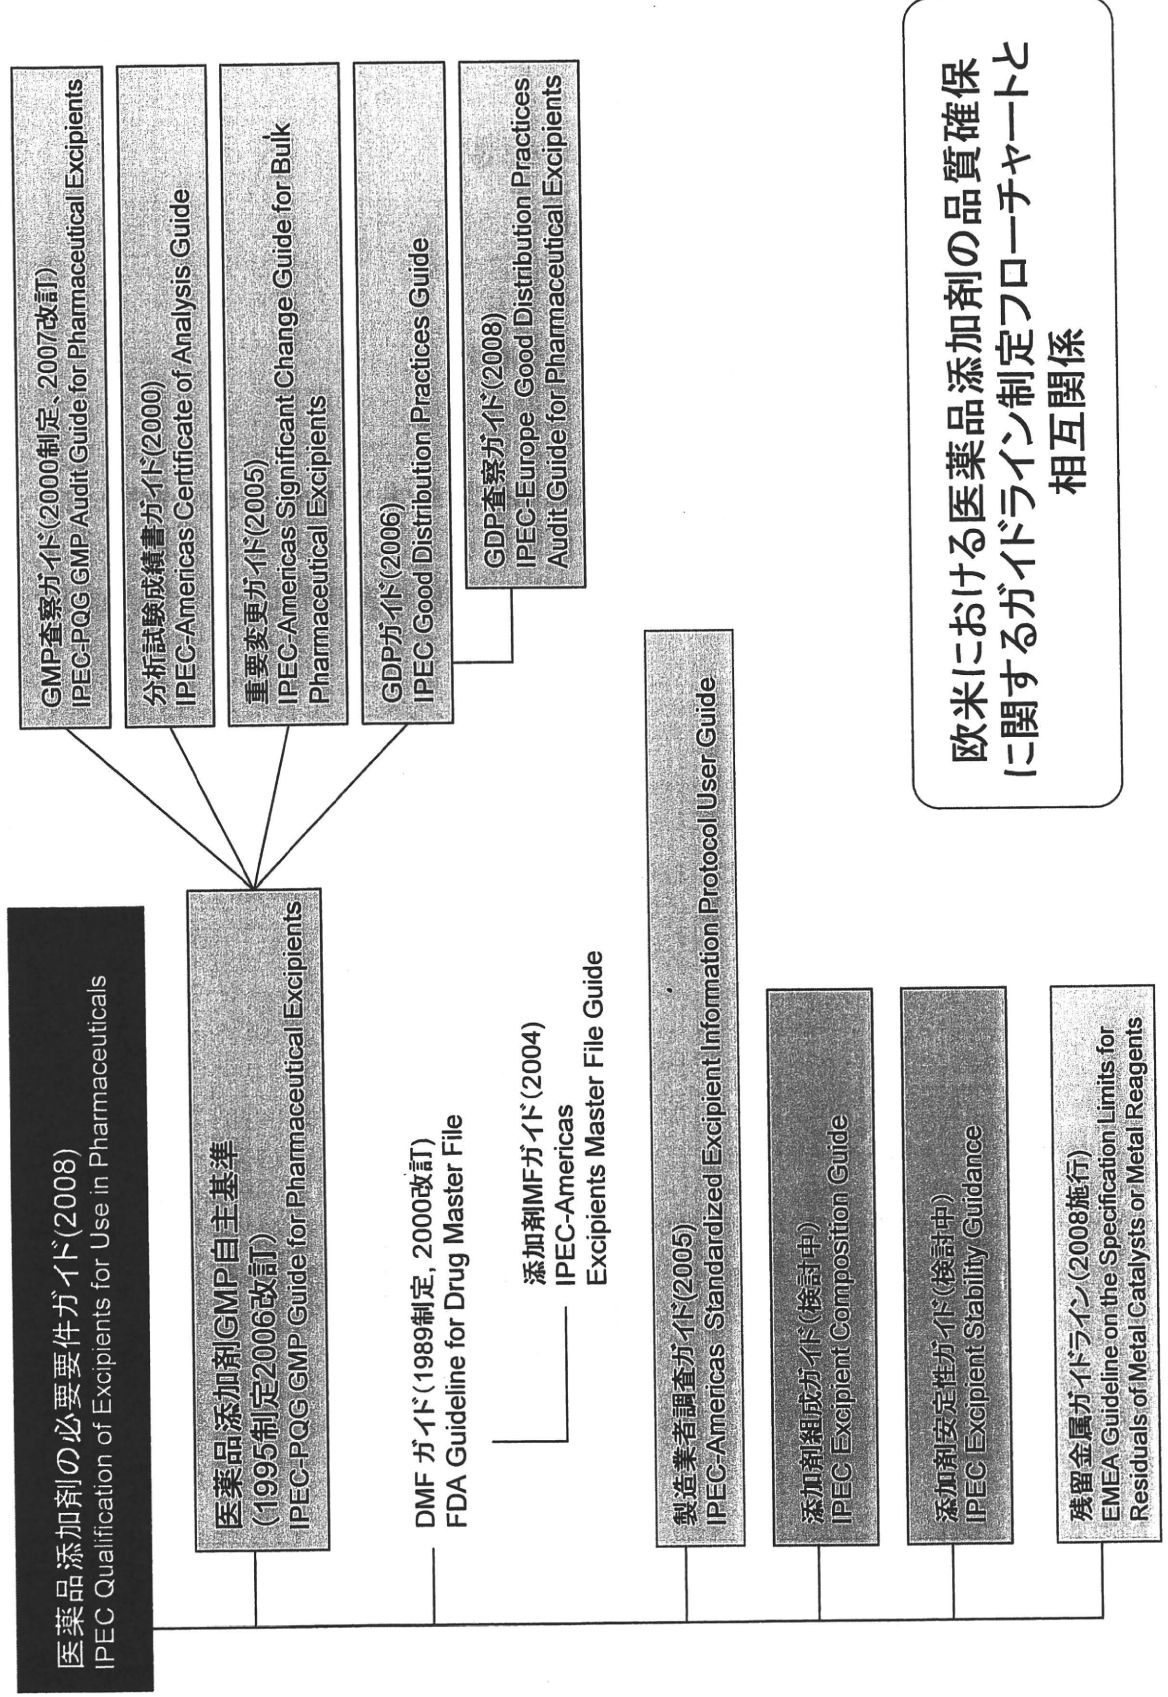 医薬品添加剤の必要要件ガイド(2008)
IPEC Qualification of Excipients for Use in Pharmaceuticals
医薬品添加剤GMP自主基準
(1995制定2006改訂)
IPEC-PQG GMP Guide for Pharmaceutical Excipients
GMP査察ガイド(2000制定、2007改訂)
IPEC-PQG GMP Audit Guide for Pharmaceutical Excipients
分析試験成績書ガイド(2000)
IPEC-Americas Certificate of Analysis Guide
重要変更ガイド(2005)
IPEC-Americas Significant Change Guide for Bulk
Pharmaceutical Excipients
GDPガイド(2006)
IPEC Good Distribution Practices Guide
GDP査察ガイド(2008)
IPEC-Europe Good Distribution Practices
Audit Guide for Pharmaceutical Excipients
DMF ガイド(1989制定, 2000改訂)
FDA Guideline for Drug Master File
添加剤MFガイド(2004)
IPEC-Americas
Excipients Master File Guide
製造業者調査ガイド(2005)
IPEC-Americas Standardized Excipient Information Protocol User Guide
添加剤組成ガイド(検討中)
IPEC Excipient Composition Guide
添加剤安定性ガイド(検討中)
IPEC Excipient Stability Guidance
残留金属ガイドライン(2008施行)
EMEA Guideline on the Specification Limits for
Residuals of Metal Catalysts or Metal Reagents
欧米における医薬品添加剤の品質確保
に関するガイドライン制定フローチャートと
相互関係